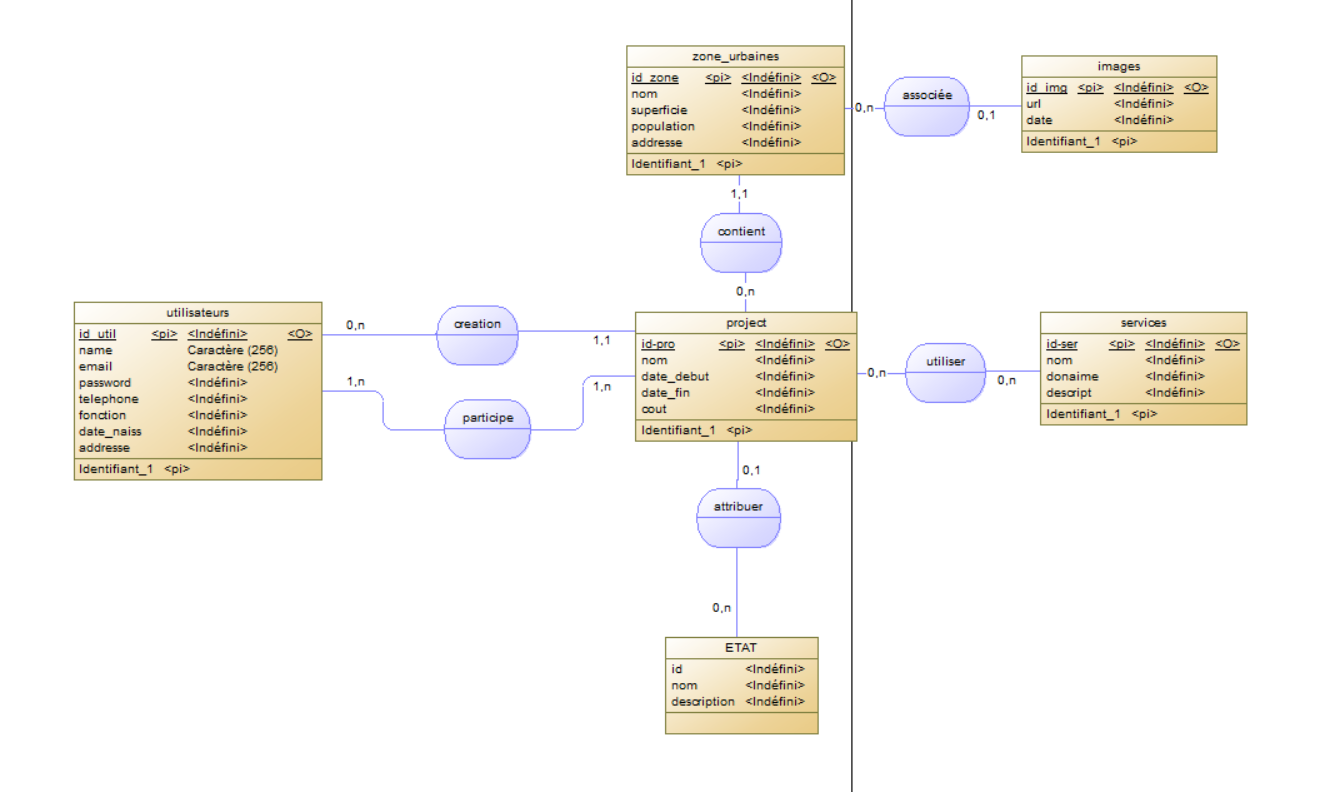 zone_urbaines
id_zone <pi> <Indéfini> <O>
nom <Indéfini>
superficie <Indéfini>
population <Indéfini>
addresse <Indéfini>
Identifiant_1 <pi>
0,n
associée
0,1
images
id_img <pi> <Indéfini> <O>
url <Indéfini>
date <Indéfini>
Identifiant_1 <pi>
1,1
contient
0,n
utilisateurs
id_util <pi> <Indéfini> <O>
name Caractère (256)
email Caractère (256)
password <Indéfini>
telephone <Indéfini>
fonction <Indéfini>
date_naiss <Indéfini>
addresse <Indéfini>
Identifiant_1 <pi>
0,n
creation
1,1
1,n
participe
1,n
project
id-pro <pi> <Indéfini> <O>
nom <Indéfini>
date_debut <Indéfini>
date_fin <Indéfini>
cout <Indéfini>
Identifiant_1 <pi>
0,n
utiliser
0,n
services
id-ser <pi> <Indéfini> <O>
nom <Indéfini>
donaime <Indéfini>
descript <Indéfini>
Identifiant_1 <pi>
0,1
attribuer
0,n
ETAT
id <Indéfini>
nom <Indéfini>
description <Indéfini>